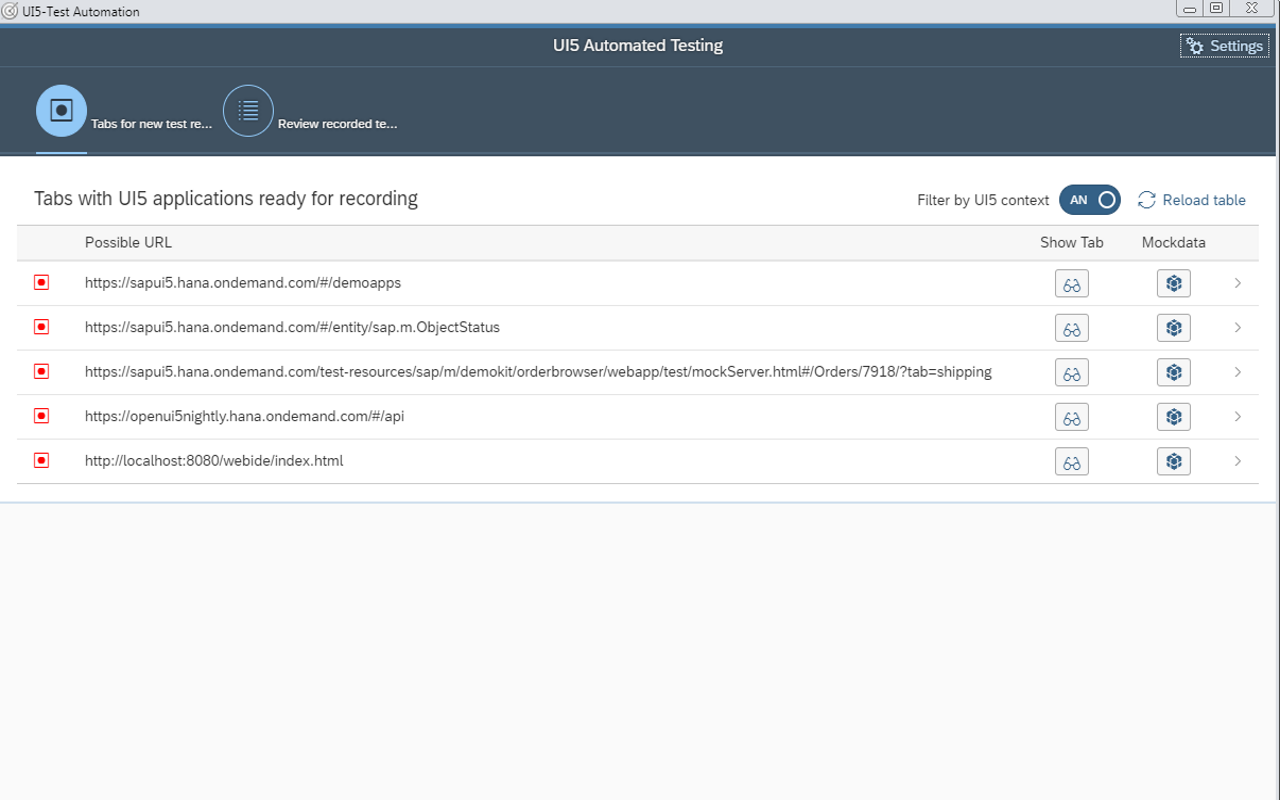 UI5-Test Automation
UI5 Automated Testing
Settings
Tabs for new test re...
Review recorded te...
Tabs with UI5 applications ready for recording
Filter by UI5 context
AN
Reload table
Possible URL
Show Tab
Mockdata
https://sapui5.hana.ondemand.com/#/demoapps
https://sapui5.hana.ondemand.com/#/entity/sap.m.ObjectStatus
https://sapui5.hana.ondemand.com/test-resources/sap/m/demokit/orderbrowser/webapp/test/mockServer.html#/Orders/7918/?tab=shipping
https://openui5nightly.hana.ondemand.com/#/api
http://localhost:8080/webide/index.html